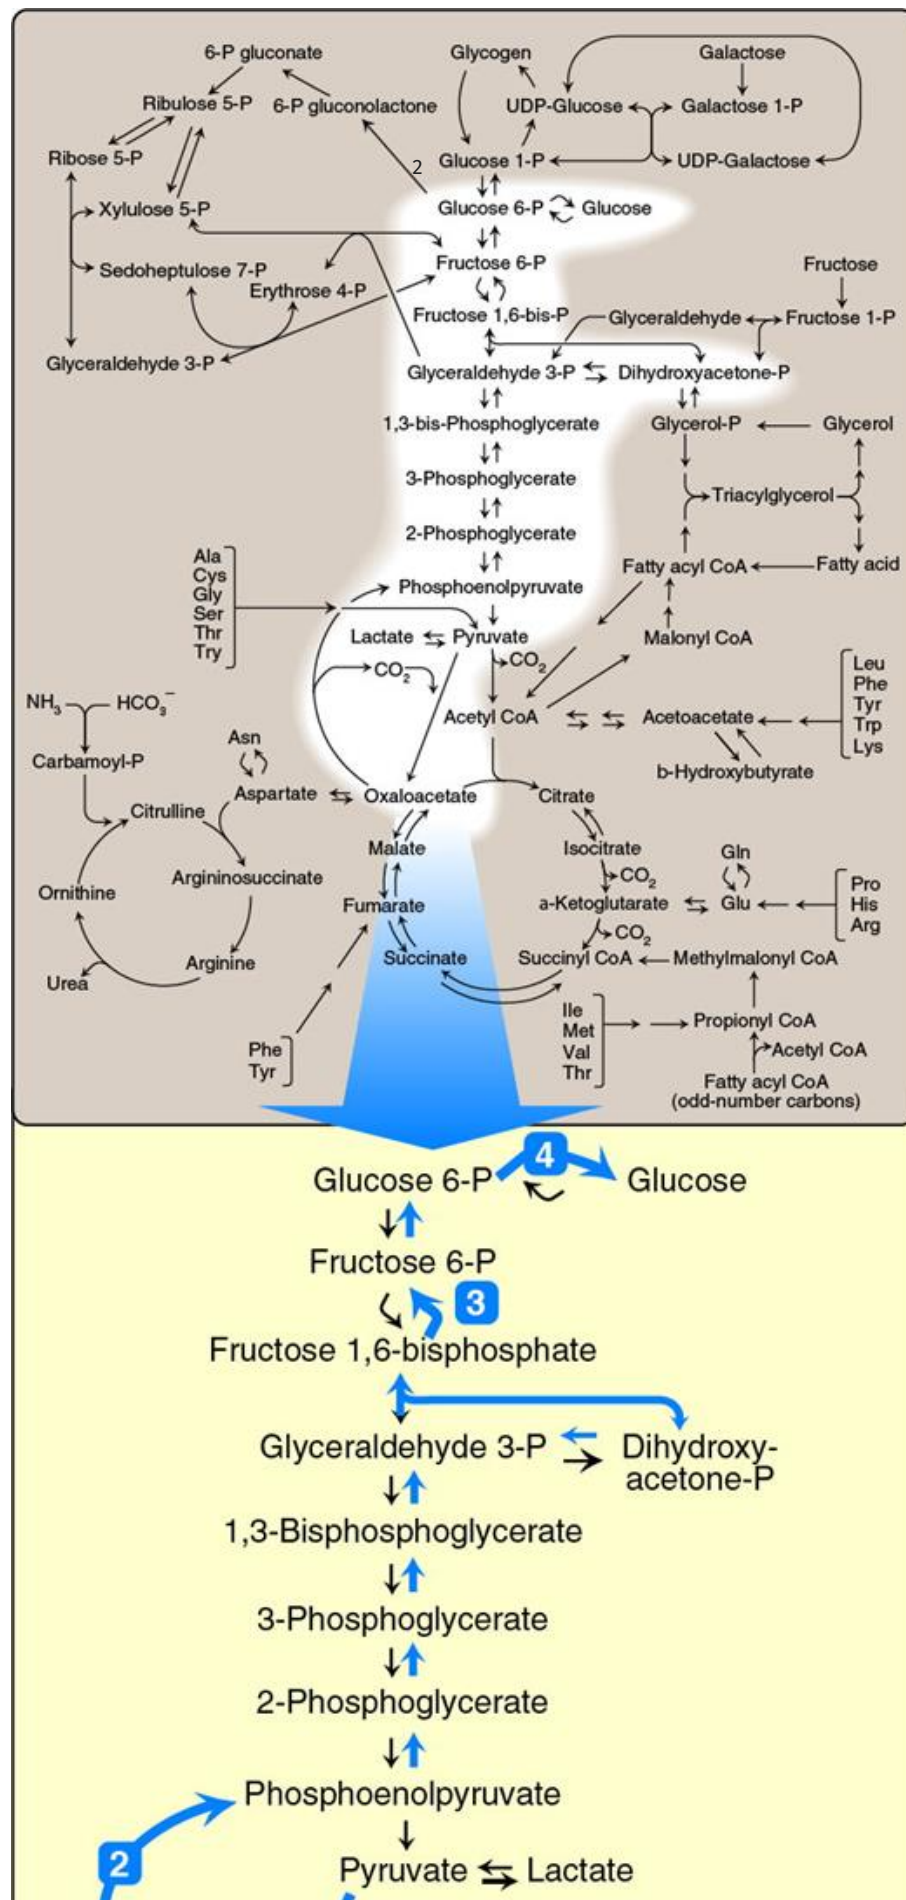 6-P gluconate
Glycogen
Galactose
Ribulose 5-P
6-P gluconolactone
UDP-Glucose
Galactose 1-P
Ribose 5-P
2
Glucose 1-P
UDP-Galactose
Xylulose 5-P
Glucose 6-P
Glucose
Sedoheptulose 7-P
Fructose 6-P
Fructose
Erythrose 4-P
Fructose 1,6-bis-P
Glyceraldehyde
Fructose 1-P
Glyceraldehyde 3-P
Glyceraldehyde 3-P
Dihydroxyacetone-P
1,3-bis-Phosphoglycerate
Glycerol-P
Glycerol
3-Phosphoglycerate
Triacylglycerol
2-Phosphoglycerate
Ala
Cys
Gly
Ser
Thr
Try
Phosphoenolpyruvate
Fatty acyl CoA
Fatty acid
Lactate
Pyruvate
Malonyl CoA
CO2
CO2
Leu
Phe
Tyr
Trp
Lys
NH3
HCO3−
Acetyl CoA
Acetoacetate
Carbamoyl-P
Asn
b-Hydroxybutyrate
Aspartate
Oxaloacetate
Citrate
Citrulline
Malate
Isocitrate
Gln
CO2
Ornithine
Argininosuccinate
Fumarate
a-Ketoglutarate
Glu
Pro
His
Arg
CO2
Arginine
Succinate
Succinyl CoA
Methylmalonyl CoA
Urea
Ile
Met
Val
Thr
Propionyl CoA
Phe
Tyr
Acetyl CoA
Fatty acyl CoA
(odd-number carbons)
4
Glucose 6-P
Glucose
Fructose 6-P
3
Fructose 1,6-bisphosphate
Glyceraldehyde 3-P
Dihydroxy-
acetone-P
1,3-Bisphosphoglycerate
3-Phosphoglycerate
2-Phosphoglycerate
Phosphoenolpyruvate
2
Pyruvate
Lactate